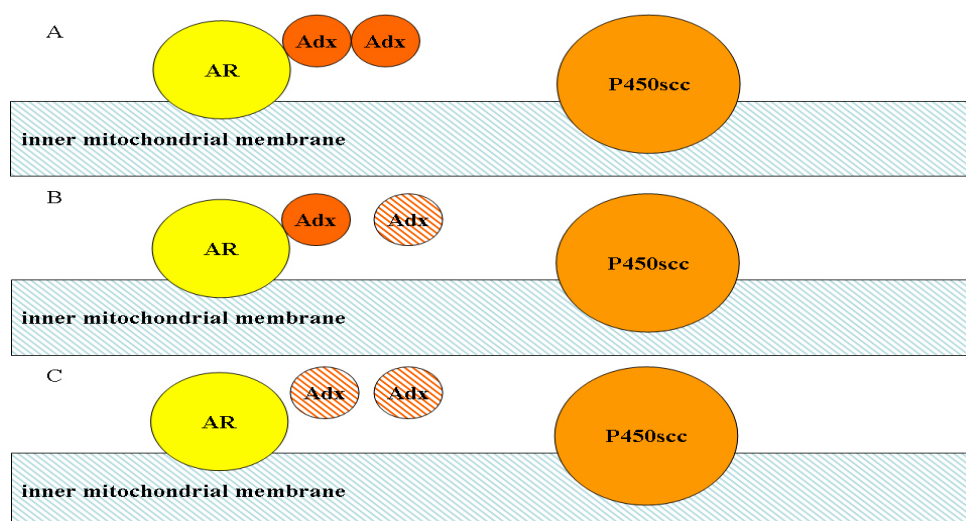 A
AR
Adx
Adx
P450scc
inner mitochondrial membrane
B
AR
Adx
Adx
P450scc
inner mitochondrial membrane
C
AR
Adx
Adx
P450scc
inner mitochondrial membrane